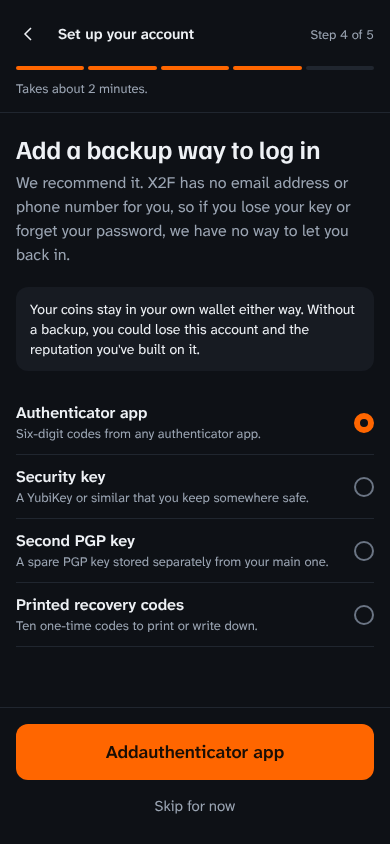 Set up your account
Step 4 of 5
Takes about 2 minutes.
Add a backup way to log in
We recommend it. X2F has no email address or
phone number for you, so if you lose your key or
forget your password, we have no way to let you
back in.
Your coins stay in your own wallet either way. Without
a backup, you could lose this account and the
reputation you've built on it.
Authenticator app
Six-digit codes from any authenticator app.
Security key
A YubiKey or similar that you keep somewhere safe.
Second PGP key
A spare PGP key stored separately from your main one.
Printed recovery codes
Ten one-time codes to print or write down.
Addauthenticator app
Skip for now